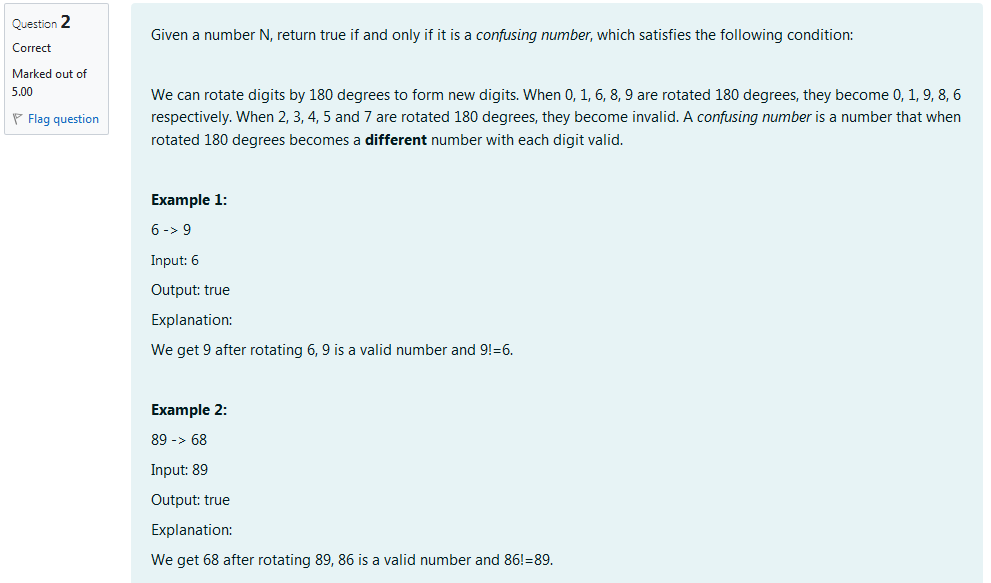 Question 2
Correct
Marked out of
5.00
Flag question
Given a number N, return true if and only if it is a confusing number, which satisfies the following condition:
We can rotate digits by 180 degrees to form new digits. When 0, 1, 6, 8, 9 are rotated 180 degrees, they become 0, 1, 9, 8, 6
respectively. When 2, 3, 4, 5 and 7 are rotated 180 degrees, they become invalid. A confusing number is a number that when
rotated 180 degrees becomes a different number with each digit valid.
Example 1:
6 -> 9
Input: 6
Output: true
Explanation:
We get 9 after rotating 6, 9 is a valid number and 9!=6.
Example 2:
89 -> 68
Input: 89
Output: true
Explanation:
We get 68 after rotating 89, 86 is a valid number and 86!=89.